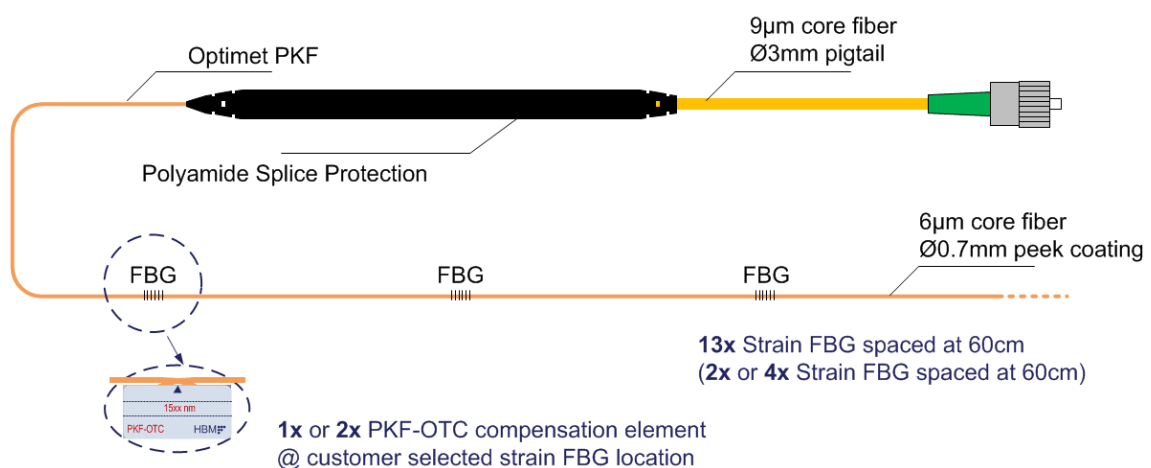 9µm core fiber
Ø3mm pigtail
Optimet PKF
Polyamide Splice Protection
6µm core fiber
Ø0.7mm peek coating
FBG
FBG
FBG
13x Strain FBG spaced at 60cm
(2x or 4x Strain FBG spaced at 60cm)
15xx nm
PKF-OTC HBM
1x or 2x PKF-OTC compensation element
@ customer selected strain FBG location